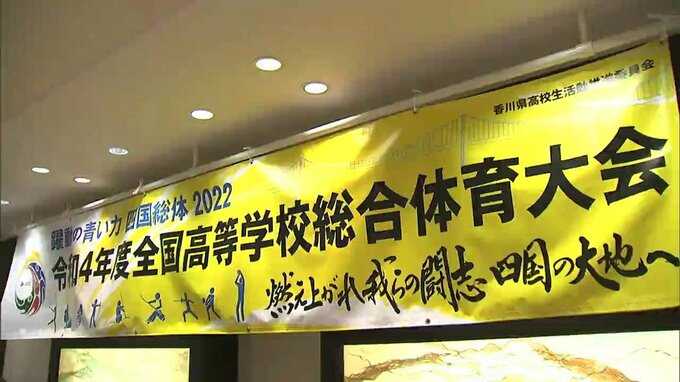 香川県高校生活動推進委員会
躍動の青い力 四国総体 2022
令和4年度全国高等学校総合体育大会
燃え上がれ我らの闘志 四国の大地へ